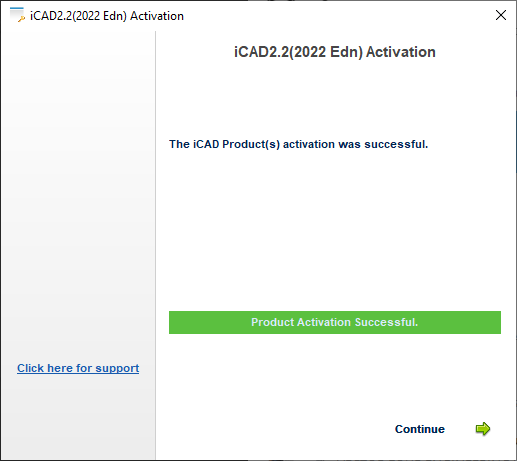 iCAD2.2(2022 Edn) Activation
iCAD2.2(2022 Edn) Activation
The iCAD Product(s) activation was successful.
Product Activation Successful.
Click here for support
Continue